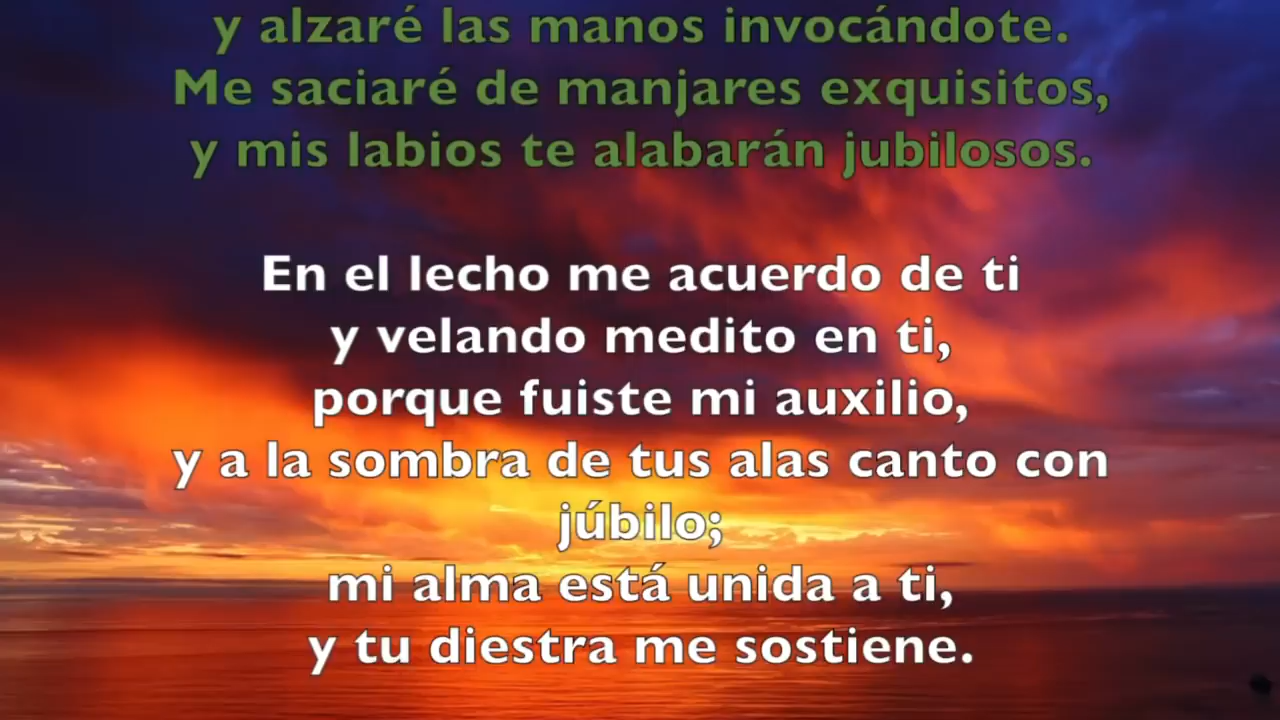 y alzaré las manos invocándote.
Me saciaré de manjares exquisitos,
y mis labios te alabarán jubilosos.
En el lecho me acuerdo de ti
y velando medito en ti,
porque fuiste mi auxilio,
y a la sombra de tus alas canto con
júbilo;
mi alma está unida a ti,
y tu diestra me sostiene.